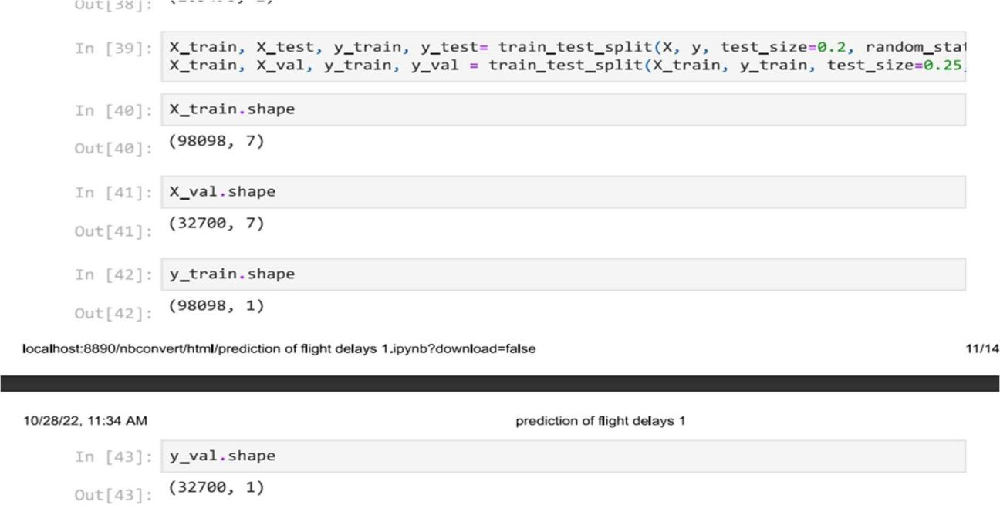 Out[38]:
In [39]: X_train, X_test, y_train, y_test= train_test_split(X, y, test_size=0.2,
X_train, X_val, y_train, y_val = train_test_split(X_train, y_train, test_size=0.25
In [40]: X_train.shape
Out[40]: (98098, 7)
In [41]: X_val.shape
Out[41]: (32700, 7)
In [42]: y_train.shape
Out[42]: (98098, 1)
localhost:8890/nbconvert/html/prediction of flight delays 1.ipynb?download=false 11/14
10/28/22, 11:34 AM prediction of flight delays 1
In [43]: y_val.shape
Out[43]: (32700, 1)